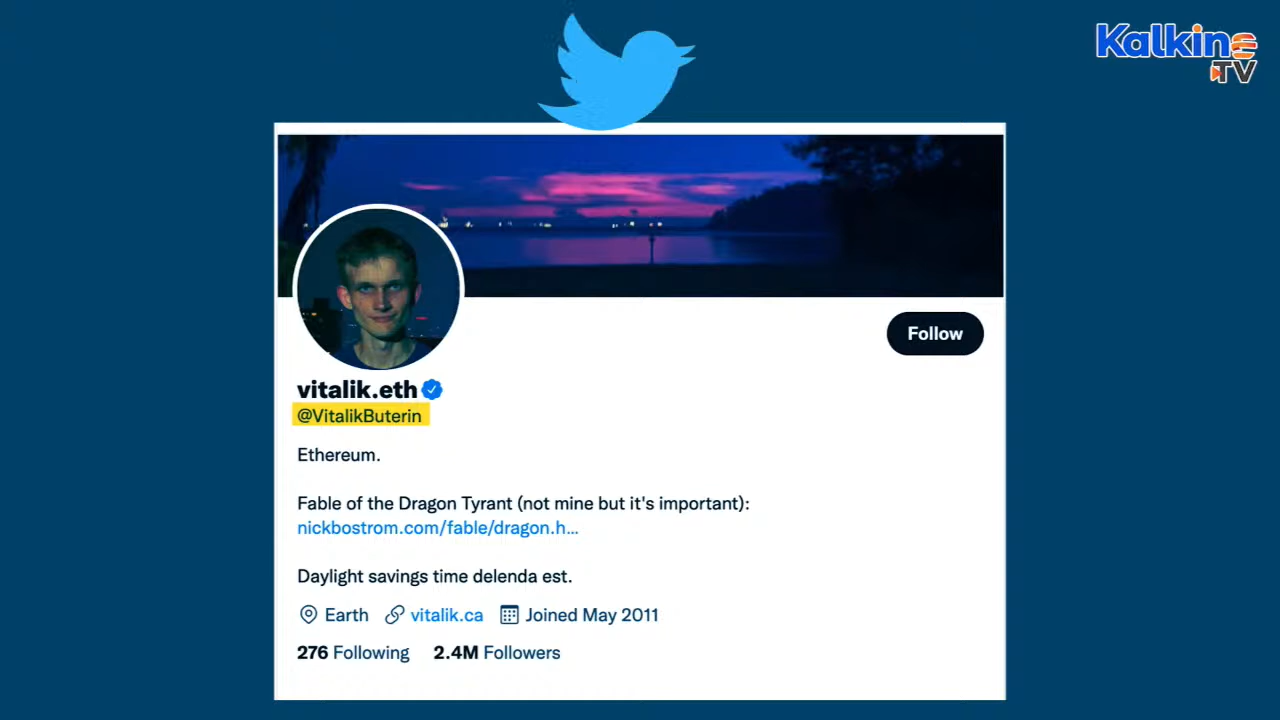 Kalkine
TV
vitalik.eth
@VitalikButerin
Follow
Ethereum.
Fable of the Dragon Tyrant (not mine but it's important):
nickbostrom.com/fable/dragon.h...
Daylight savings time delenda est.
Earth vitalik.ca Joined May 2011
276 Following 2.4M Followers